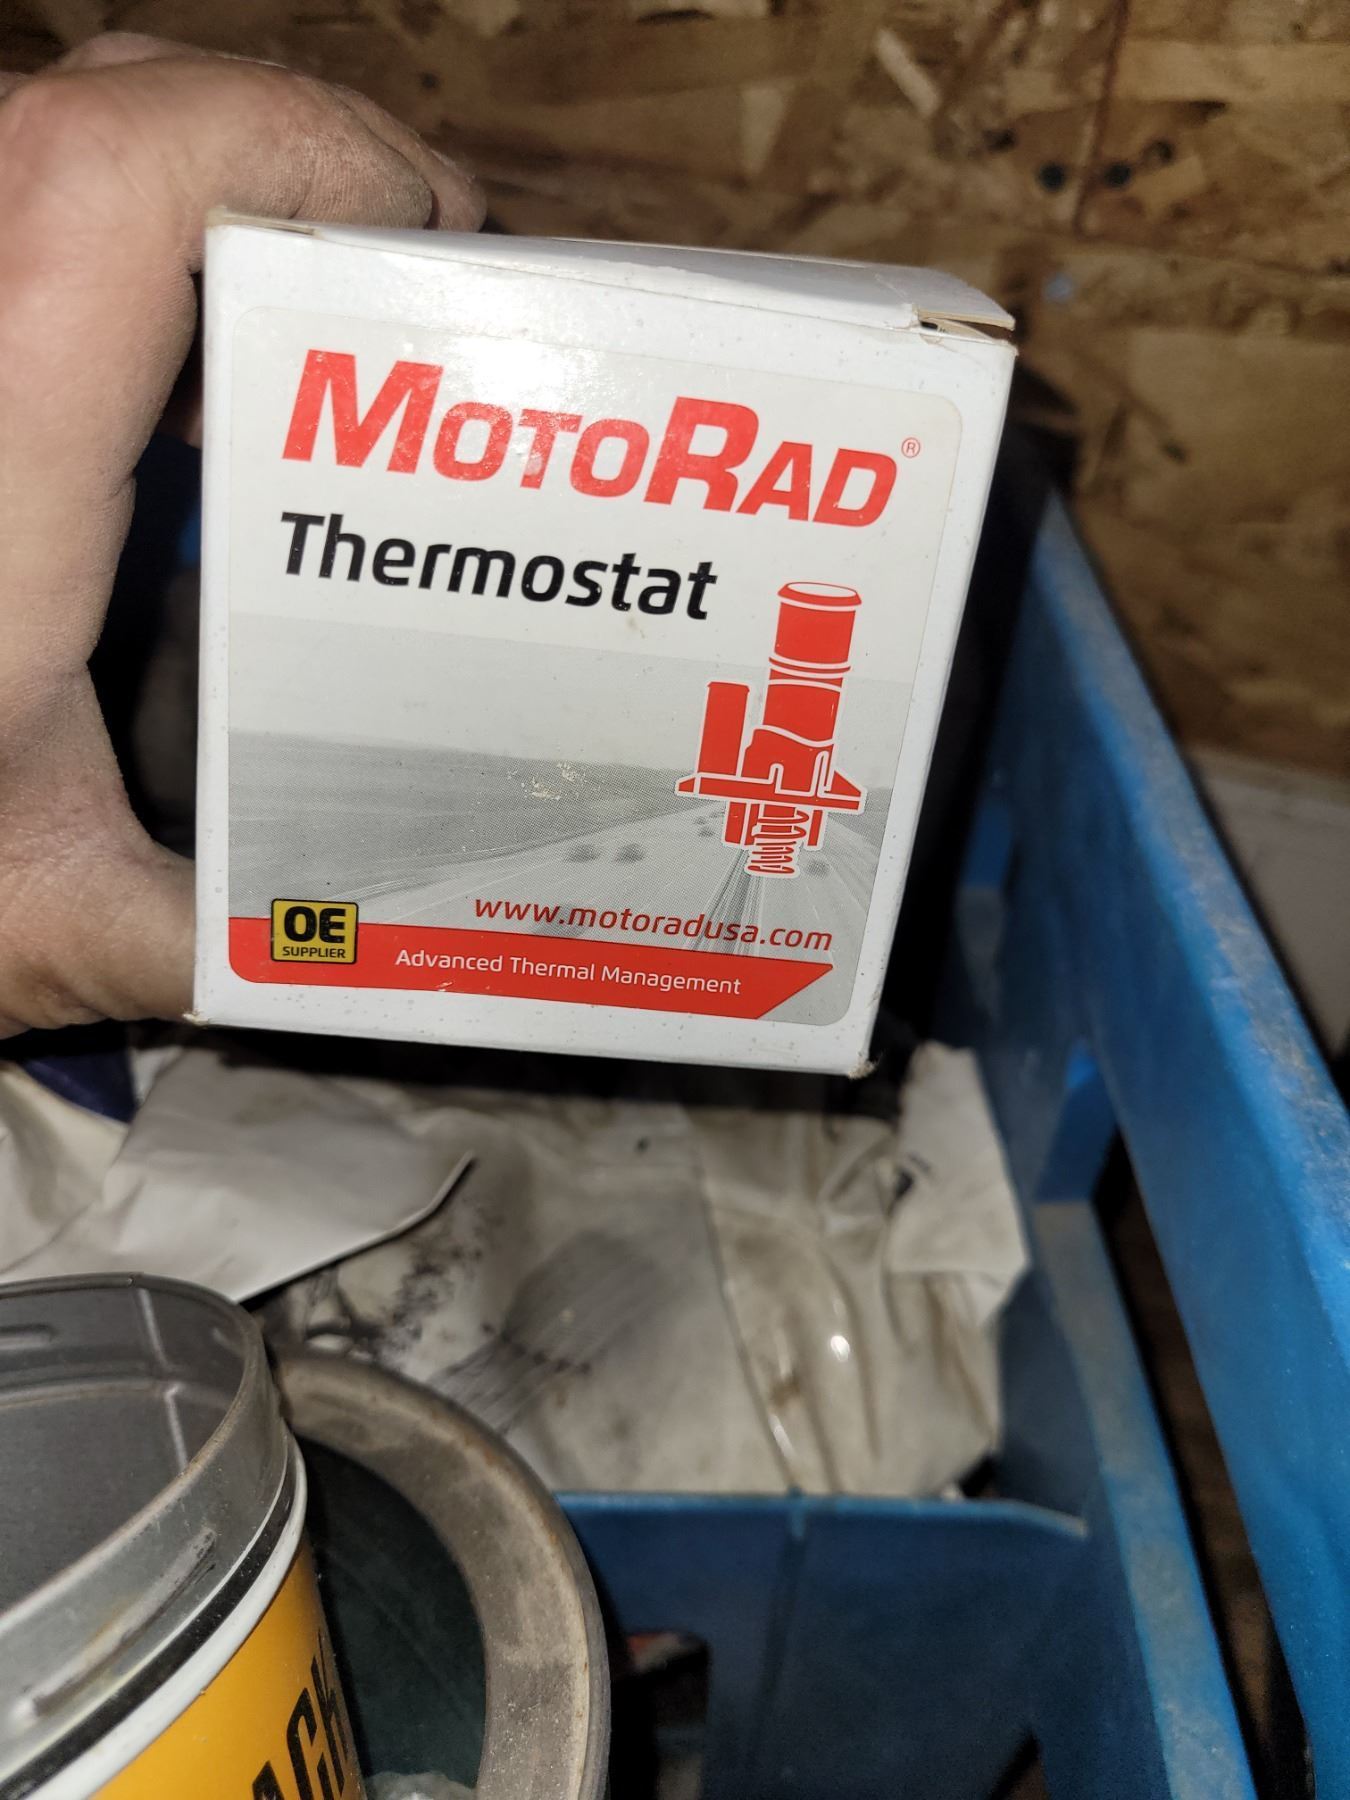 MOTORAD®
Thermostat
www.motoradusa.com
OE
SUPPLIER
Advanced Thermal Management